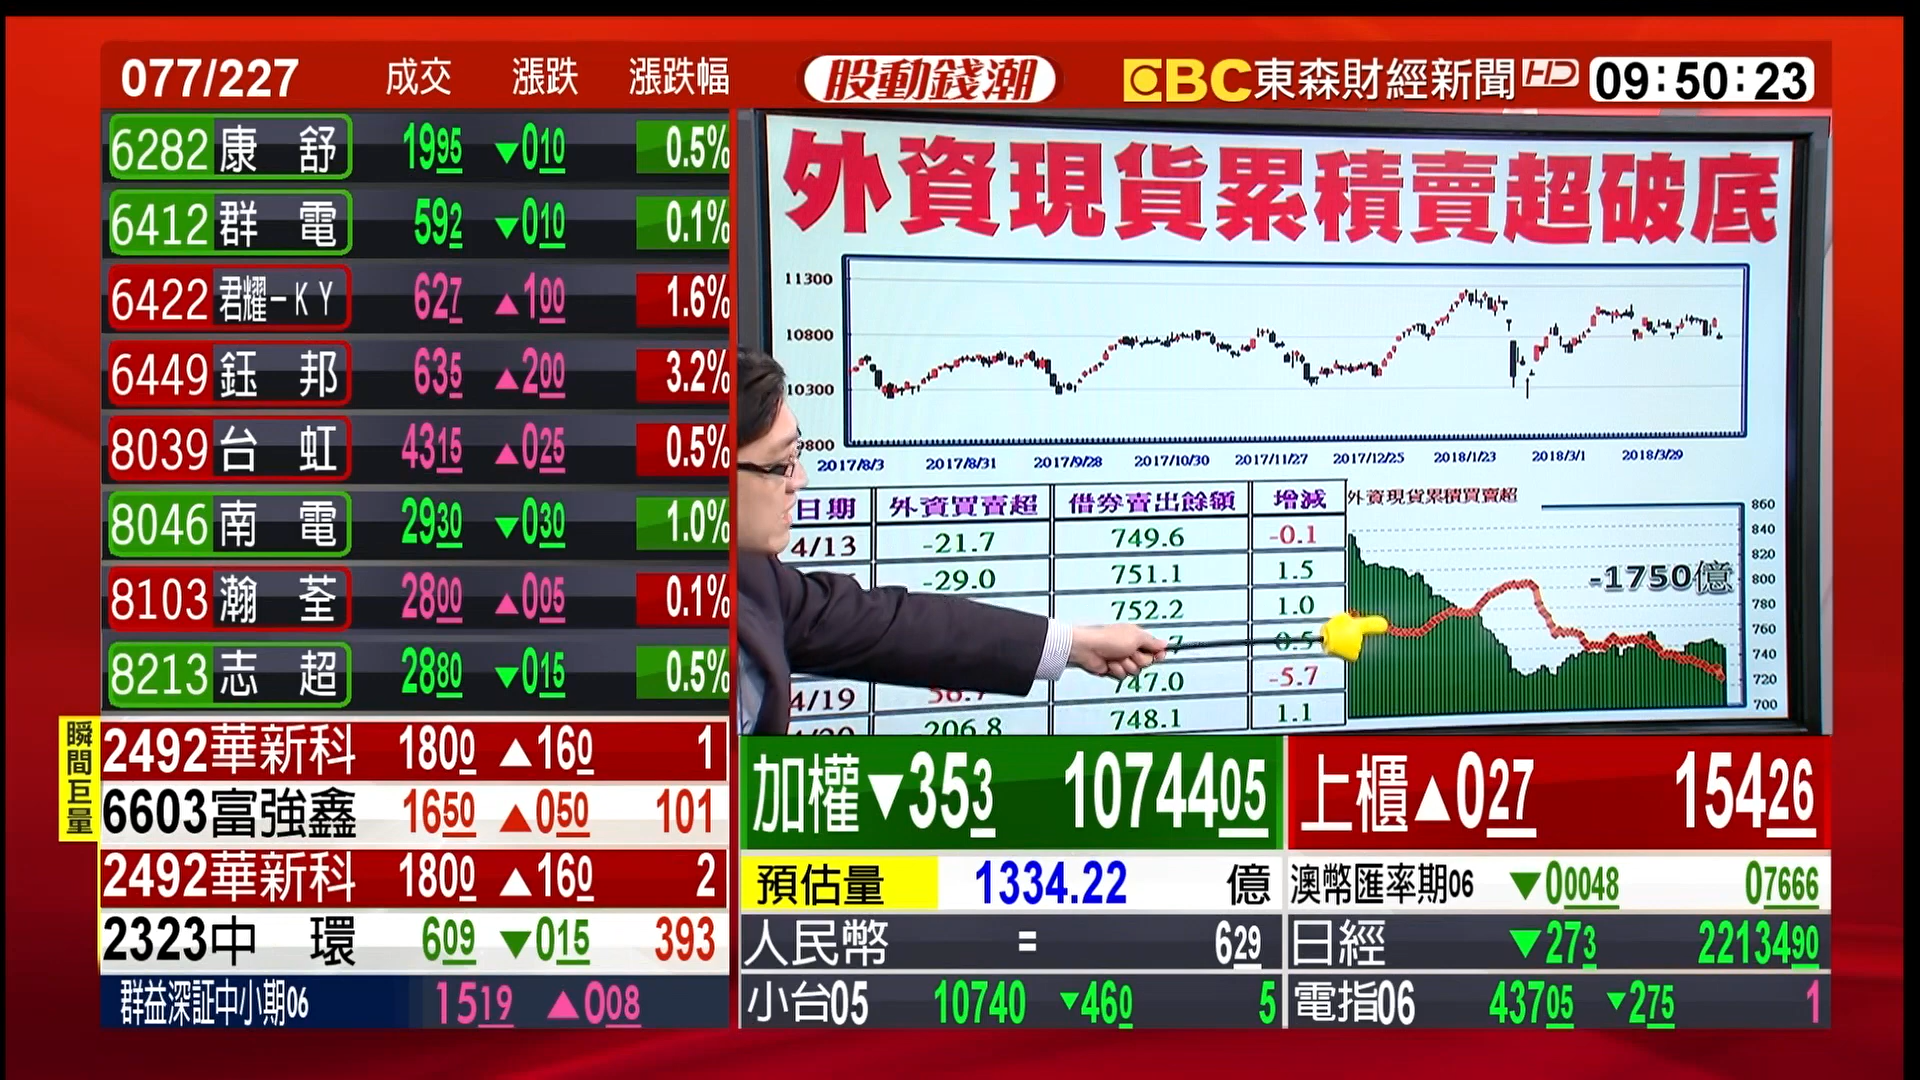 077/227 成交 漲跌 漲跌幅
股動錢潮
EBC東森財經新聞HD 09:50:23
6282 康舒 1995 ▼010 0.5%
6412 群電 592 ▼010 0.1%
6422 君耀-KY 627 ▲100 1.6%
6449 鈺邦 635 ▲200 3.2%
8039 台虹 4315 ▲025 0.5%
8046 南電 2930 ▼030 1.0%
8103 瀚荃 2800 ▲005 0.1%
8213 志超 2880 ▼015 0.5%
瞬間巨量
2492華新科 1800 ▲160 1
6603富強鑫 1650 ▲050 101
2492華新科 1800 ▲160 2
2323中環 609 ▼015 393
群益深証中小期06 1519 ▲008
外資現貨累積賣超破底
11300
10800
10300
9800
2017/8/3 2017/8/31 2017/9/28 2017/10/30 2017/11/27 2017/12/25 2018/1/23 2018/3/1 2018/3/29
日期 外資買賣超 借券賣出餘額 增減
4/13 -21.7 749.6 -0.1
-29.0 751.1 1.5
752.2 1.0
0.5
4/19 747.0 -5.7
206.8 748.1 1.1
外資現貨累積買賣超
-1750億
860
840
820
800
780
760
740
720
700
加權▼353 1074405
上櫃▲027 15426
預估量 1334.22 億
澳幣匯率期06 ▼00048 07666
人民幣 = 629
日經 ▼273 2213490
小台05 10740 ▼460 5
電指06 43705 ▼275 1